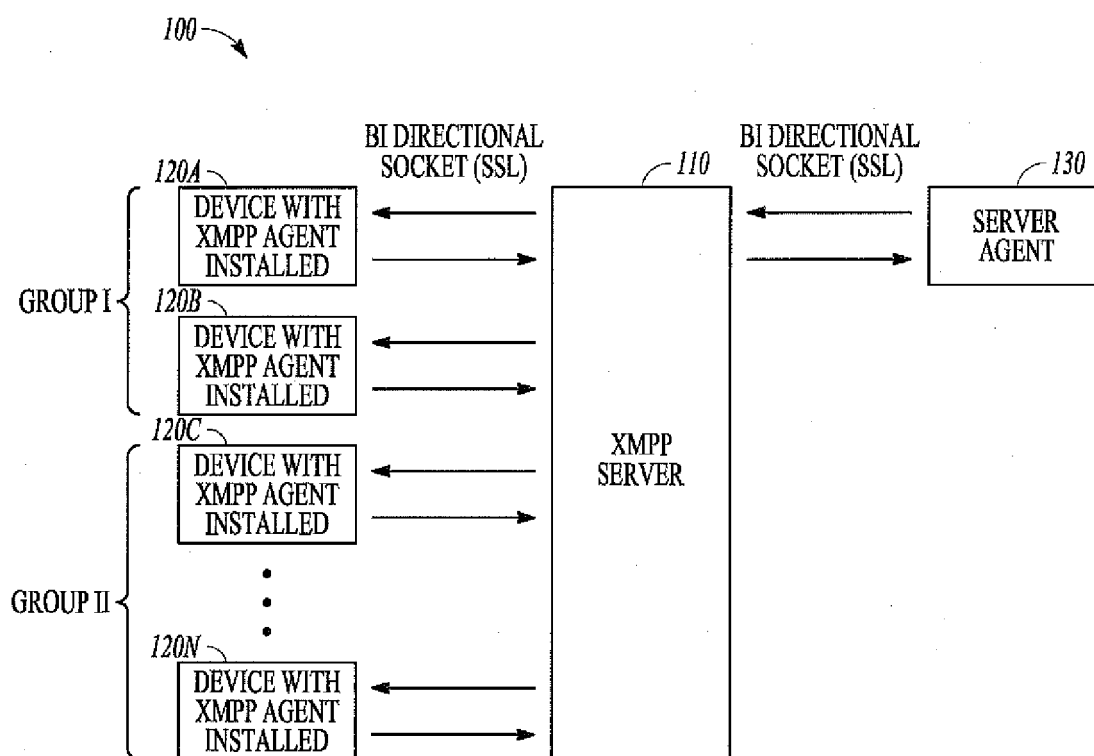 100
BI DIRECTIONAL
SOCKET (SSL)
BI DIRECTIONAL
SOCKET (SSL)
120A
110
130
DEVICE WITH
XMPP AGENT
INSTALLED
SERVER
AGENT
GROUP I
120B
DEVICE WITH
XMPP AGENT
INSTALLED
120C
DEVICE WITH
XMPP AGENT
INSTALLED
XMPP
SERVER
GROUP II
120N
DEVICE WITH
XMPP AGENT
INSTALLED